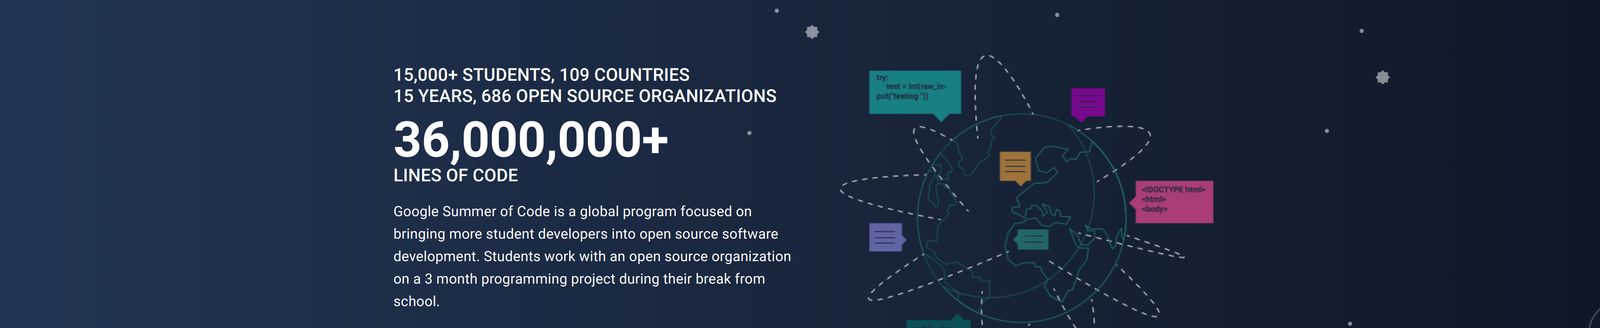 15,000+ STUDENTS, 109 COUNTRIES
15 YEARS, 686 OPEN SOURCE ORGANIZATIONS
36,000,000+
LINES OF CODE
Google Summer of Code is a global program focused on
bringing more student developers into open source software
development. Students work with an open source organization
on a 3 month programming project during their break from
school.
try:
test = int(raw_in-
put("testing "))
<!DOCTYPE html>
<html>
<body>